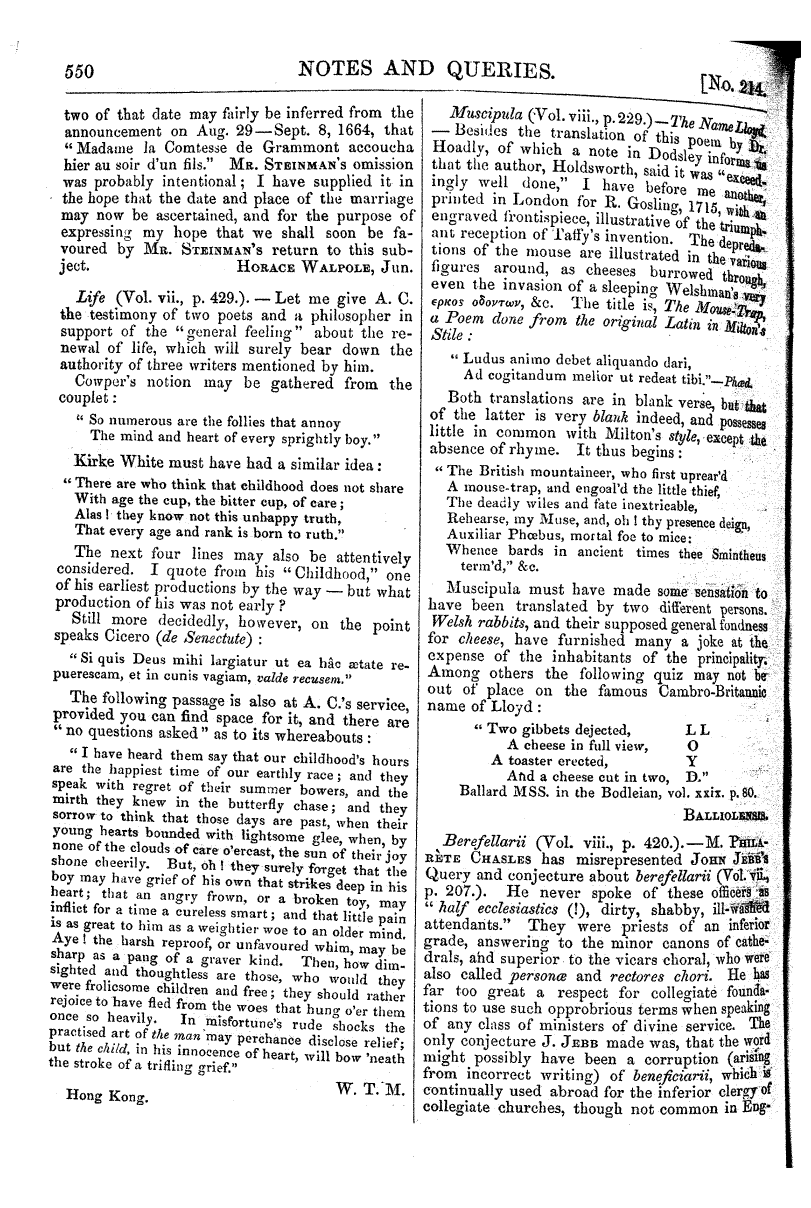 550
NOTES AND QUERIES.
[No. 214.
two of that date may fairly be inferred from the
announcement on Aug. 29—Sept. 8, 1664, that
“Madame la Comtesse de Grammont accoucha
hier au soir d'un fils.” MR. STEINMAN'S omission
was probably intentional; I have supplied it in
the hope that the date and place of the marriage
may now be ascertained, and for the purpose of
expressing my hope that we shall soon be fa-
voured by MR. STEINMAN'S return to this sub-
ject. HORACE WALPOLE, JUN.
Life (Vol. vii., p. 429.). — Let me give A. C.
the testimony of two poets and a philosopher in
support of the “general feeling” about the re-
newal of life, which will surely bear down the
authority of three writers mentioned by him.
Cowper's notion may be gathered from the
couplet:
“So numerous are the follies that annoy
The mind and heart of every sprightly boy.”
Kirke White must have had a similar idea:
“There are who think that childhood does not share
With age the cup, the bitter cup, of care;
Alas! they know not this unhappy truth,
That every age and rank is born to ruth.”
The next four lines may also be attentively
considered. I quote from his “Childhood,” one
of his earliest productions by the way — but what
production of his was not early?
Still more decidedly, however, on the point
speaks Cicero (de Senectute):
“Si quis Deus mihi largiatur ut ea hâc ætate re-
puerescam, et in cunis vagiam, valde recusem.”
The following passage is also at A. C.'s service,
provided you can find space for it, and there are
“no questions asked” as to its whereabouts:
“I have heard them say that our childhood's hours
are the happiest time of our earthly race; and they
speak with regret of their summer bowers, and the
mirth they knew in the butterfly chase; and they
sorrow to think that those days are past, when their
young hearts bounded with lightsome glee, when, by
none of the clouds of care o'ercast, the sun of their joy
shone cheerily. But, oh! they surely forget that the
boy may have grief of his own that strikes deep in his
heart; that an angry frown, or a broken toy, may
inflict for a time a cureless smart; and that little pain
is as great to him as a weightier woe to an older mind.
Aye! the harsh reproof, or unfavoured whim, may be
sharp as a pang of a graver kind. Then, how dim-
sighted and thoughtless are those, who would they
were frolicsome children and free; they should rather
rejoice to have fled from the woes that hung o'er them
once so heavily. In misfortune's rude shocks the
practised art of the man may perchance disclose relief;
but the child, in his innocence of heart, will bow 'neath
the stroke of a trifling grief.”
W. T. M.
Hong Kong.
Muscipula (Vol. viii., p. 229.)—The Name Lloyd.
— Besides the translation of this poem by Dr.
Hoadly, of which a note in Dodsley informs us
that the author, Holdsworth, said it was “exceed-
ingly well done,” I have before me another,
printed in London for R. Gosling, 1715, with an
engraved frontispiece, illustrative of the triumph-
ant reception of Taffy's invention. The depreda-
tions of the mouse are illustrated in the various
figures around, as cheeses burrowed through,
even the invasion of a sleeping Welshman's very
ερκος οδοντων, &c. The title is, The Mouse-Trap,
a Poem done from the original Latin in Milton's
Stile:
“Ludus animo debet aliquando dari,
Ad cogitandum melior ut redeat tibi.”—Phæd.
Both translations are in blank verse, but that
of the latter is very blank indeed, and possesses
little in common with Milton's style, except the
absence of rhyme. It thus begins:
“The British mountaineer, who first uprear'd
A mouse-trap, and engoal'd the little thief,
The deadly wiles and fate inextricable,
Rehearse, my Muse, and, oh! thy presence deign,
Auxiliar Phœbus, mortal foe to mice:
Whence bards in ancient times thee Smintheus
term'd,” &c.
Muscipula must have made some sensation to
have been translated by two different persons.
Welsh rabbits, and their supposed general fondness
for cheese, have furnished many a joke at the
expense of the inhabitants of the principality.
Among others the following quiz may not be
out of place on the famous Cambro-Britannic
name of Lloyd:
“Two gibbets dejected, L L
A cheese in full view, O
A toaster erected, Y
And a cheese cut in two, D.”
Ballard MSS. in the Bodleian, vol. xxix. p. 80.
BALLIOLENSIS.
Berefellarii (Vol. viii., p. 420.).—M. PHILA-
RÈTE CHASLES has misrepresented JOHN JEBB'S
Query and conjecture about berefellarii (Vol. vii.,
p. 207.). He never spoke of these officers as
“half ecclesiastics (!), dirty, shabby, ill-washed
attendants.” They were priests of an inferior
grade, answering to the minor canons of cathe-
drals, and superior to the vicars choral, who were
also called personæ and rectores chori. He has
far too great a respect for collegiate founda-
tions to use such opprobrious terms when speaking
of any class of ministers of divine service. The
only conjecture J. JEBB made was, that the word
might possibly have been a corruption (arising
from incorrect writing) of beneficiarii, which is
continually used abroad for the inferior clergy of
collegiate churches, though not common in Eng-